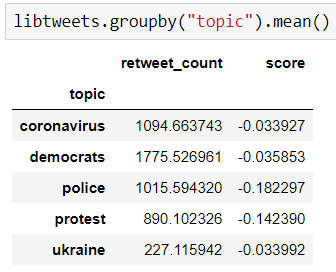 libtweets.groupby("topic").mean()
retweet_count score
topic
coronavirus 1094.663743 -0.033927
democrats 1775.526961 -0.035853
police 1015.594320 -0.182297
protest 890.102326 -0.142390
ukraine 227.115942 -0.033992